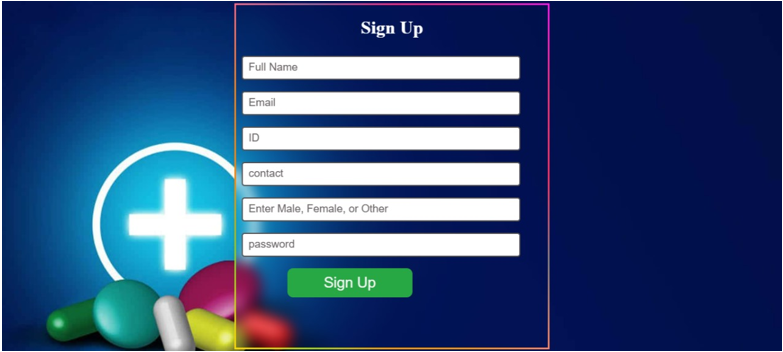 Sign Up
Full Name
Email
ID
contact
Enter Male, Female, or Other
password
Sign Up